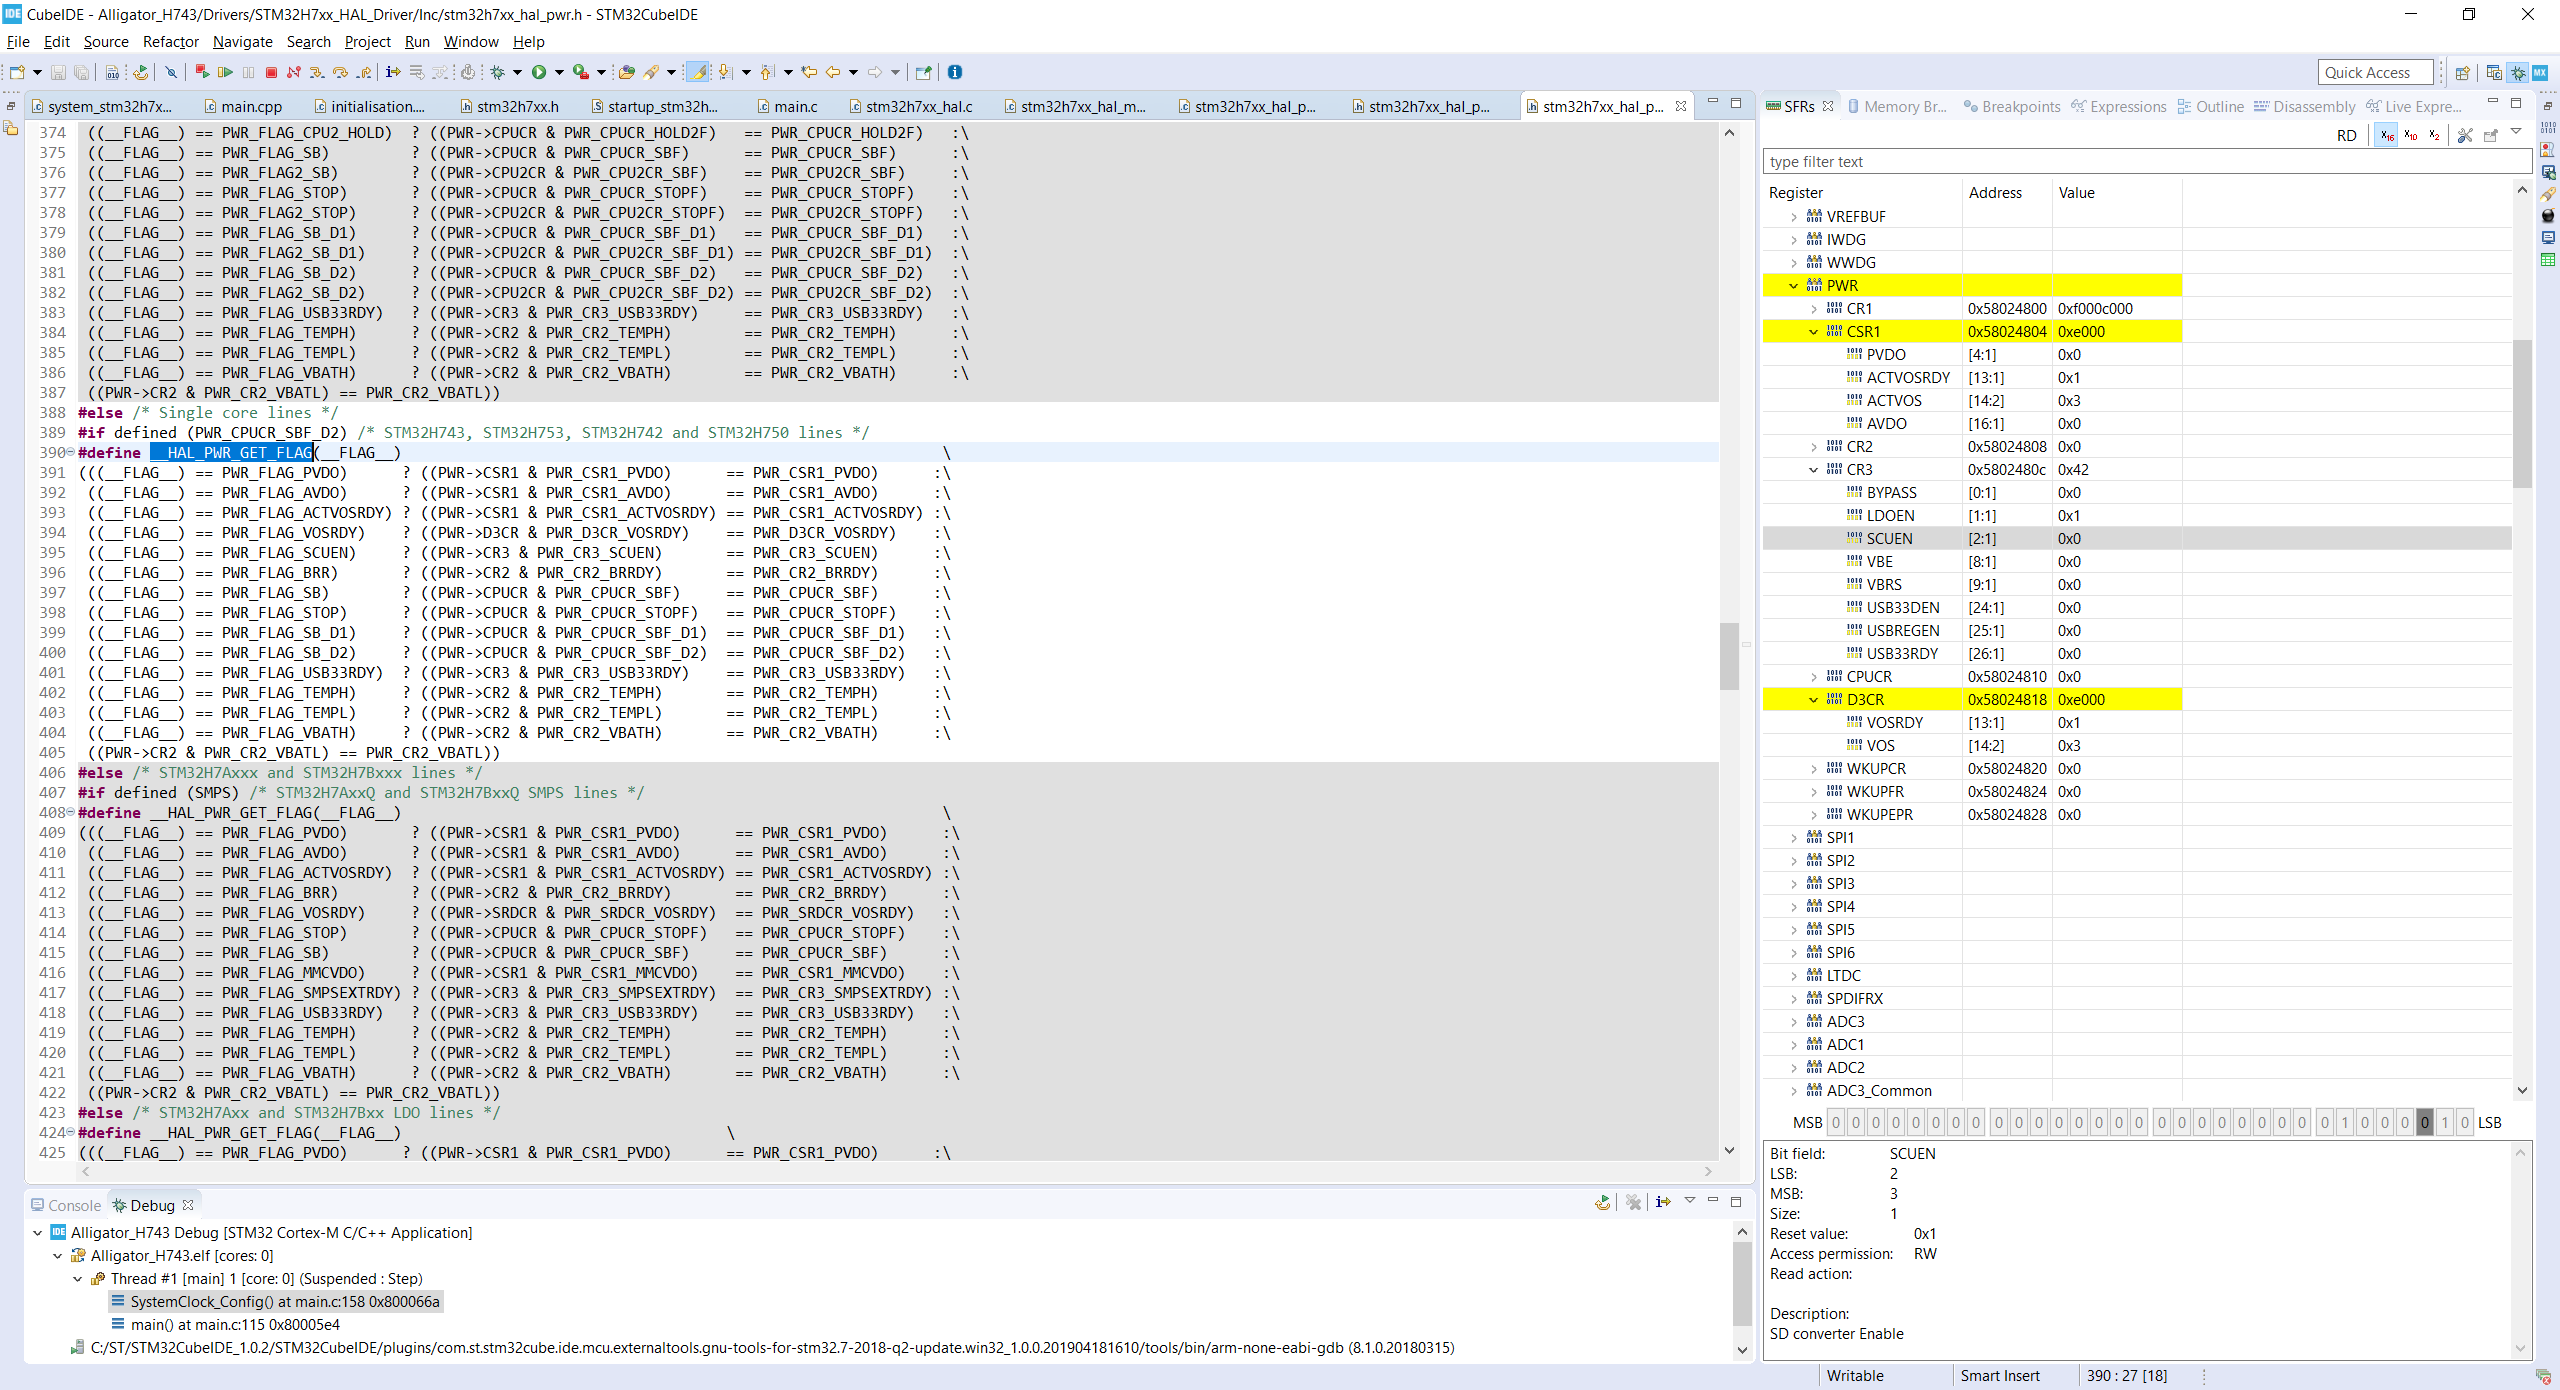 CubeIDE - Alligator_H743/Drivers/STM32H7xx_HAL_Driver/Inc/stm32h7xx_hal_pwr.h - STM32CubeIDE
File Edit Source Refactor Navigate Search Project Run Window Help
Quick Access
system_stm32h7x... main.cpp initialisation.... stm32h7xx.h startup_stm32h... main.c stm32h7xx_hal.c stm32h7xx_hal_m... stm32h7xx_hal_p... stm32h7xx_hal_p... stm32h7xx_hal_p...
374 ((__FLAG__) == PWR_FLAG_CPU2_HOLD) ? ((PWR->CPUCR & PWR_CPUCR_HOLD2F) == PWR_CPUCR_HOLD2F) :\
375 ((__FLAG__) == PWR_FLAG_SB) ? ((PWR->CPUCR & PWR_CPUCR_SBF) == PWR_CPUCR_SBF) :\
376 ((__FLAG__) == PWR_FLAG2_SB) ? ((PWR->CPU2CR & PWR_CPU2CR_SBF) == PWR_CPU2CR_SBF) :\
377 ((__FLAG__) == PWR_FLAG_STOP) ? ((PWR->CPUCR & PWR_CPUCR_STOPF) == PWR_CPUCR_STOPF) :\
378 ((__FLAG__) == PWR_FLAG2_STOP) ? ((PWR->CPU2CR & PWR_CPU2CR_STOPF) == PWR_CPU2CR_STOPF) :\
379 ((__FLAG__) == PWR_FLAG_SB_D1) ? ((PWR->CPUCR & PWR_CPUCR_SBF_D1) == PWR_CPUCR_SBF_D1) :\
380 ((__FLAG__) == PWR_FLAG2_SB_D1) ? ((PWR->CPU2CR & PWR_CPU2CR_SBF_D1) == PWR_CPU2CR_SBF_D1) :\
381 ((__FLAG__) == PWR_FLAG_SB_D2) ? ((PWR->CPUCR & PWR_CPUCR_SBF_D2) == PWR_CPUCR_SBF_D2) :\
382 ((__FLAG__) == PWR_FLAG2_SB_D2) ? ((PWR->CPU2CR & PWR_CPU2CR_SBF_D2) == PWR_CPU2CR_SBF_D2) :\
383 ((__FLAG__) == PWR_FLAG_USB33RDY) ? ((PWR->CR3 & PWR_CR3_USB33RDY) == PWR_CR3_USB33RDY) :\
384 ((__FLAG__) == PWR_FLAG_TEMPH) ? ((PWR->CR2 & PWR_CR2_TEMPH) == PWR_CR2_TEMPH) :\
385 ((__FLAG__) == PWR_FLAG_TEMPL) ? ((PWR->CR2 & PWR_CR2_TEMPL) == PWR_CR2_TEMPL) :\
386 ((__FLAG__) == PWR_FLAG_VBATH) ? ((PWR->CR2 & PWR_CR2_VBATH) == PWR_CR2_VBATH) :\
387 ((PWR->CR2 & PWR_CR2_VBATL) == PWR_CR2_VBATL))
388 #else /* Single core lines */
389 #if defined (PWR_CPUCR_SBF_D2) /* STM32H743, STM32H753, STM32H742 and STM32H750 lines */
390 #define __HAL_PWR_GET_FLAG(__FLAG__) \
391 (((__FLAG__) == PWR_FLAG_PVDO) ? ((PWR->CSR1 & PWR_CSR1_PVDO) == PWR_CSR1_PVDO) :\
392 ((__FLAG__) == PWR_FLAG_AVDO) ? ((PWR->CSR1 & PWR_CSR1_AVDO) == PWR_CSR1_AVDO) :\
393 ((__FLAG__) == PWR_FLAG_ACTVOSRDY) ? ((PWR->CSR1 & PWR_CSR1_ACTVOSRDY) == PWR_CSR1_ACTVOSRDY) :\
394 ((__FLAG__) == PWR_FLAG_VOSRDY) ? ((PWR->D3CR & PWR_D3CR_VOSRDY) == PWR_D3CR_VOSRDY) :\
395 ((__FLAG__) == PWR_FLAG_SCUEN) ? ((PWR->CR3 & PWR_CR3_SCUEN) == PWR_CR3_SCUEN) :\
396 ((__FLAG__) == PWR_FLAG_BRR) ? ((PWR->CR2 & PWR_CR2_BRRDY) == PWR_CR2_BRRDY) :\
397 ((__FLAG__) == PWR_FLAG_SB) ? ((PWR->CPUCR & PWR_CPUCR_SBF) == PWR_CPUCR_SBF) :\
398 ((__FLAG__) == PWR_FLAG_STOP) ? ((PWR->CPUCR & PWR_CPUCR_STOPF) == PWR_CPUCR_STOPF) :\
399 ((__FLAG__) == PWR_FLAG_SB_D1) ? ((PWR->CPUCR & PWR_CPUCR_SBF_D1) == PWR_CPUCR_SBF_D1) :\
400 ((__FLAG__) == PWR_FLAG_SB_D2) ? ((PWR->CPUCR & PWR_CPUCR_SBF_D2) == PWR_CPUCR_SBF_D2) :\
401 ((__FLAG__) == PWR_FLAG_USB33RDY) ? ((PWR->CR3 & PWR_CR3_USB33RDY) == PWR_CR3_USB33RDY) :\
402 ((__FLAG__) == PWR_FLAG_TEMPH) ? ((PWR->CR2 & PWR_CR2_TEMPH) == PWR_CR2_TEMPH) :\
403 ((__FLAG__) == PWR_FLAG_TEMPL) ? ((PWR->CR2 & PWR_CR2_TEMPL) == PWR_CR2_TEMPL) :\
404 ((__FLAG__) == PWR_FLAG_VBATH) ? ((PWR->CR2 & PWR_CR2_VBATH) == PWR_CR2_VBATH) :\
405 ((PWR->CR2 & PWR_CR2_VBATL) == PWR_CR2_VBATL))
406 #else /* STM32H7Axxx and STM32H7Bxxx lines */
407 #if defined (SMPS) /* STM32H7AxxQ and STM32H7BxxQ SMPS lines */
408 #define __HAL_PWR_GET_FLAG(__FLAG__) \
409 (((__FLAG__) == PWR_FLAG_PVDO) ? ((PWR->CSR1 & PWR_CSR1_PVDO) == PWR_CSR1_PVDO) :\
410 ((__FLAG__) == PWR_FLAG_AVDO) ? ((PWR->CSR1 & PWR_CSR1_AVDO) == PWR_CSR1_AVDO) :\
411 ((__FLAG__) == PWR_FLAG_ACTVOSRDY) ? ((PWR->CSR1 & PWR_CSR1_ACTVOSRDY) == PWR_CSR1_ACTVOSRDY) :\
412 ((__FLAG__) == PWR_FLAG_BRR) ? ((PWR->CR2 & PWR_CR2_BRRDY) == PWR_CR2_BRRDY) :\
413 ((__FLAG__) == PWR_FLAG_VOSRDY) ? ((PWR->SRDCR & PWR_SRDCR_VOSRDY) == PWR_SRDCR_VOSRDY) :\
414 ((__FLAG__) == PWR_FLAG_STOP) ? ((PWR->CPUCR & PWR_CPUCR_STOPF) == PWR_CPUCR_STOPF) :\
415 ((__FLAG__) == PWR_FLAG_SB) ? ((PWR->CPUCR & PWR_CPUCR_SBF) == PWR_CPUCR_SBF) :\
416 ((__FLAG__) == PWR_FLAG_MMCVDO) ? ((PWR->CSR1 & PWR_CSR1_MMCVDO) == PWR_CSR1_MMCVDO) :\
417 ((__FLAG__) == PWR_FLAG_SMPSEXTRDY) ? ((PWR->CR3 & PWR_CR3_SMPSEXTRDY) == PWR_CR3_SMPSEXTRDY) :\
418 ((__FLAG__) == PWR_FLAG_USB33RDY) ? ((PWR->CR3 & PWR_CR3_USB33RDY) == PWR_CR3_USB33RDY) :\
419 ((__FLAG__) == PWR_FLAG_TEMPH) ? ((PWR->CR2 & PWR_CR2_TEMPH) == PWR_CR2_TEMPH) :\
420 ((__FLAG__) == PWR_FLAG_TEMPL) ? ((PWR->CR2 & PWR_CR2_TEMPL) == PWR_CR2_TEMPL) :\
421 ((__FLAG__) == PWR_FLAG_VBATH) ? ((PWR->CR2 & PWR_CR2_VBATH) == PWR_CR2_VBATH) :\
422 ((PWR->CR2 & PWR_CR2_VBATL) == PWR_CR2_VBATL))
423 #else /* STM32H7Axx and STM32H7Bxx LDO lines */
424 #define __HAL_PWR_GET_FLAG(__FLAG__) \
425 (((__FLAG__) == PWR_FLAG_PVDO) ? ((PWR->CSR1 & PWR_CSR1_PVDO) == PWR_CSR1_PVDO) :\
SFRs Memory Br... Breakpoints Expressions Outline Disassembly Live Expre...
RD X16 X10 X2
type filter text
Register Address Value
VREFBUF
IWDG
WWDG
PWR
CR1 0x58024800 0xf000c000
CSR1 0x58024804 0xe000
PVDO [4:1] 0x0
ACTVOSRDY [13:1] 0x1
ACTVOS [14:2] 0x3
AVDO [16:1] 0x0
CR2 0x58024808 0x0
CR3 0x5802480c 0x42
BYPASS [0:1] 0x0
LDOEN [1:1] 0x1
SCUEN [2:1] 0x0
VBE [8:1] 0x0
VBRS [9:1] 0x0
USB33DEN [24:1] 0x0
USBREGEN [25:1] 0x0
USB33RDY [26:1] 0x0
CPUCR 0x58024810 0x0
D3CR 0x58024818 0xe000
VOSRDY [13:1] 0x1
VOS [14:2] 0x3
WKUPCR 0x58024820 0x0
WKUPFR 0x58024824 0x0
WKUPEPR 0x58024828 0x0
SPI1
SPI2
SPI3
SPI4
SPI5
SPI6
LTDC
SPDIFRX
ADC3
ADC1
ADC2
ADC3_Common
MSB 0 0 0 0 0 0 0 0 0 0 0 0 0 0 0 0 0 0 0 0 0 0 0 0 0 1 0 0 0 0 1 0 LSB
Bit field: SCUEN
LSB: 2
MSB: 3
Size: 1
Reset value: 0x1
Access permission: RW
Read action:
Description:
SD converter Enable
Console Debug
Alligator_H743 Debug [STM32 Cortex-M C/C++ Application]
Alligator_H743.elf [cores: 0]
Thread #1 [main] 1 [core: 0] (Suspended : Step)
SystemClock_Config() at main.c:158 0x800066a
main() at main.c:115 0x80005e4
C:/ST/STM32CubeIDE_1.0.2/STM32CubeIDE/plugins/com.st.stm32cube.ide.mcu.externaltools.gnu-tools-for-stm32.7-2018-q2-update.win32_1.0.0.201904181610/tools/bin/arm-none-eabi-gdb (8.1.0.20180315)
Writable Smart Insert 390 : 27 [18]